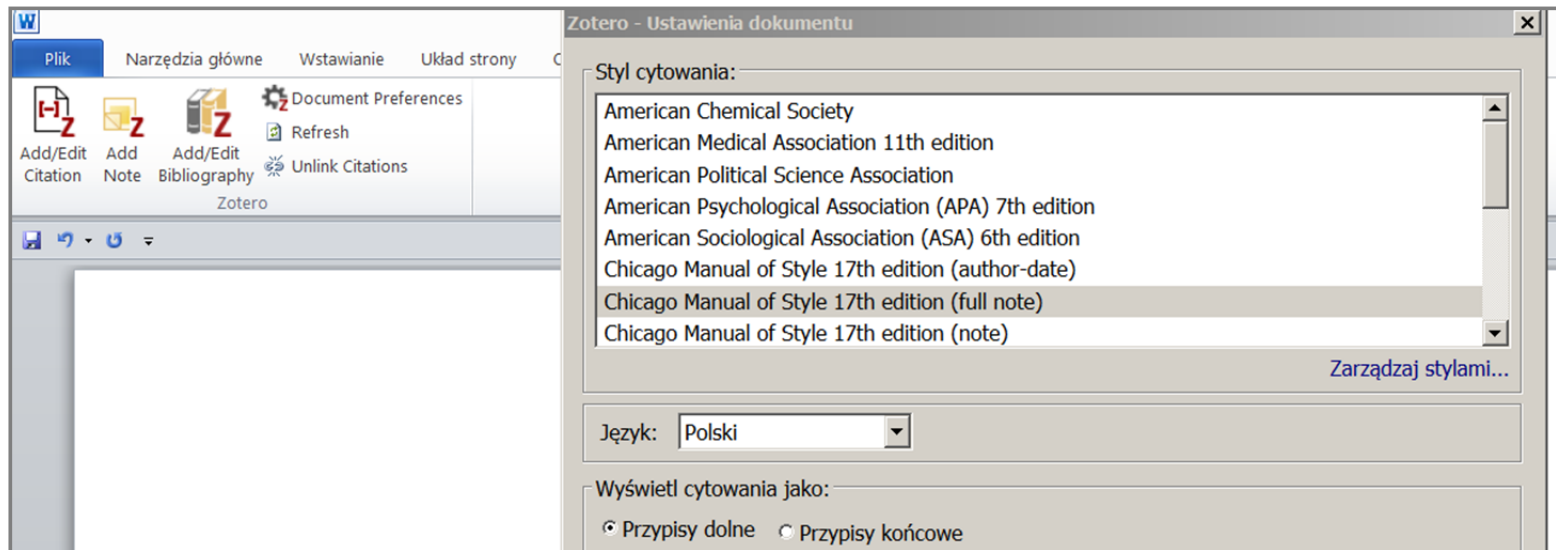 Zotero - Ustawienia dokumentu
Plik Narzędzia główne Wstawianie Układ strony
Add/Edit Citation
Add Note
Add/Edit Bibliography
Document Preferences
Refresh
Unlink Citations
Zotero
Styl cytowania:
American Chemical Society
American Medical Association 11th edition
American Political Science Association
American Psychological Association (APA) 7th edition
American Sociological Association (ASA) 6th edition
Chicago Manual of Style 17th edition (author-date)
Chicago Manual of Style 17th edition (full note)
Chicago Manual of Style 17th edition (note)
Zarządzaj stylami...
Język: Polski
Wyświetl cytowania jako:
Przypisy dolne Przypisy końcowe